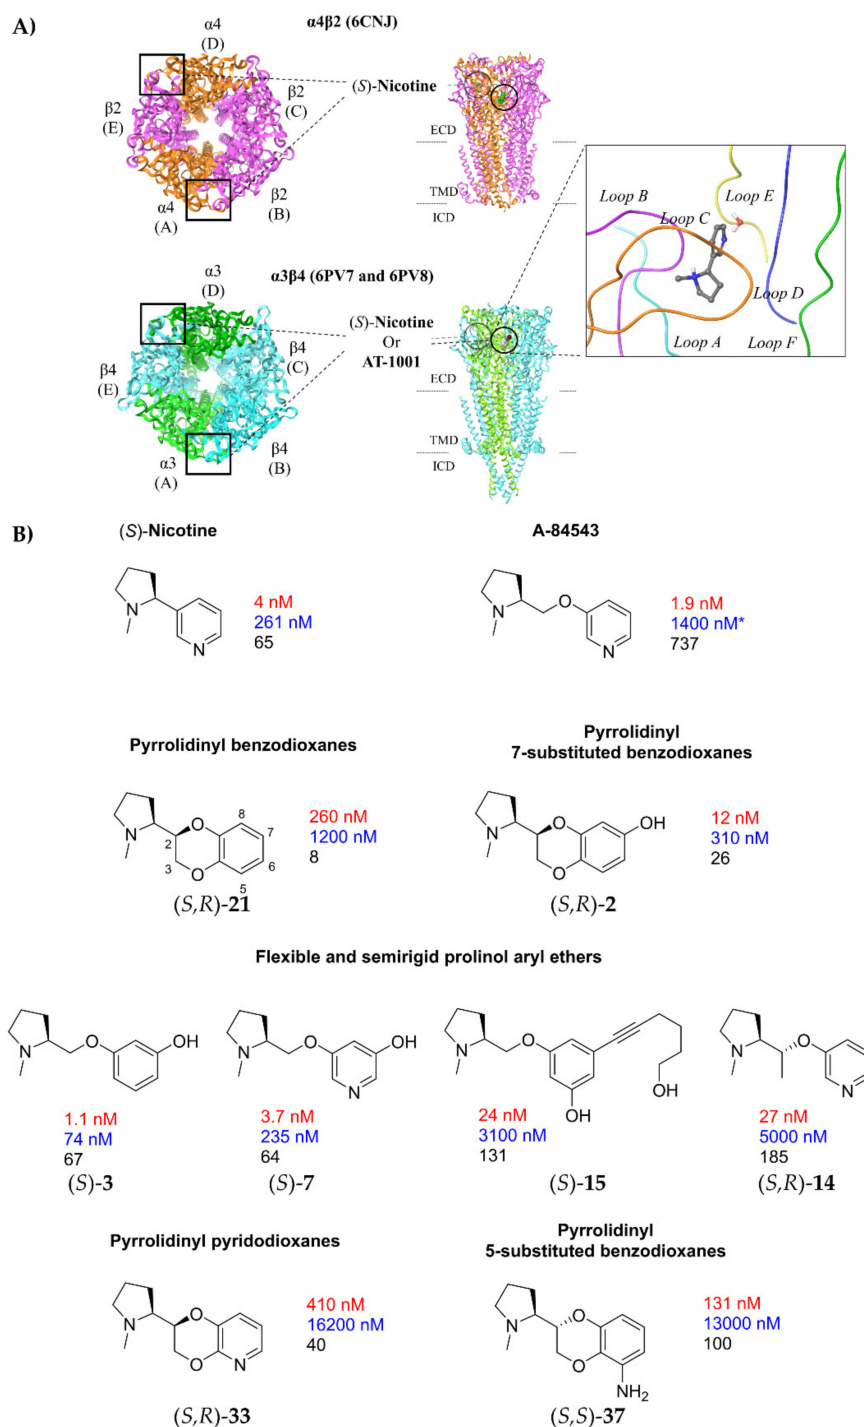 A)
α4β2 (6CNJ)
α4
(D)
β2
(E)
β2
(C)
α4
(A)
β2
(B)
(S)-Nicotine
ECD
TMD
ICD
α3β4 (6PV7 and 6PV8)
α3
(D)
β4
(E)
β4
(C)
α3
(A)
β4
(B)
(S)-Nicotine
Or
AT-1001
ECD
TMD
ICD
Loop B
Loop E
Loop C
Loop D
Loop A
Loop F
B)
(S)-Nicotine
N
N
4 nM
261 nM
65
A-84543
N
O
N
1.9 nM
1400 nM*
737
Pyrrolidinyl benzodioxanes
N
O
O
2
3
5
6
7
8
260 nM
1200 nM
8
(S,R)-21
Pyrrolidinyl
7-substituted benzodioxanes
N
O
O
OH
12 nM
310 nM
26
(S,R)-2
Flexible and semirigid prolinol aryl ethers
N
O
OH
1.1 nM
74 nM
67
(S)-3
N
O
OH
N
3.7 nM
235 nM
64
(S)-7
N
O
OH
OH
24 nM
3100 nM
131
(S)-15
N
O
N
27 nM
5000 nM
185
(S,R)-14
Pyrrolidinyl pyridodioxanes
N
O
O
N
410 nM
16200 nM
40
(S,R)-33
Pyrrolidinyl
5-substituted benzodioxanes
N
O
O
NH2
131 nM
13000 nM
100
(S,S)-37